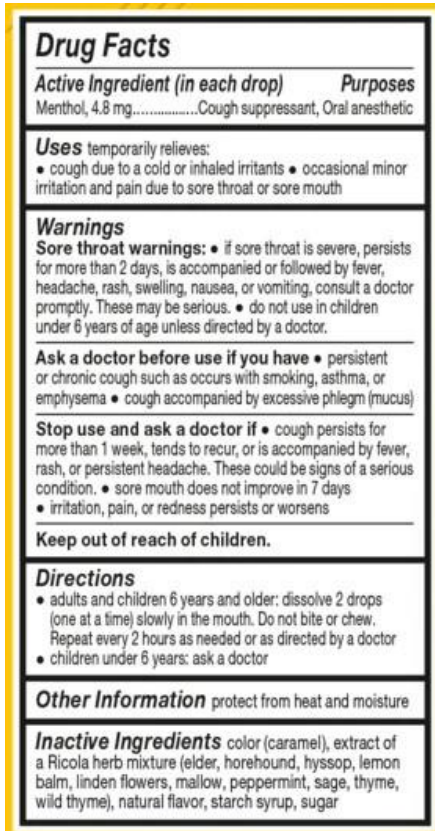 Drug Facts
Active Ingredient (in each drop) Purposes
Menthol, 4.8 mg................Cough suppressant, Oral anesthetic
Uses temporarily relieves:
● cough due to a cold or inhaled irritants ● occasional minor
irritation and pain due to sore throat or sore mouth
Warnings
Sore throat warnings: ● if sore throat is severe, persists
for more than 2 days, is accompanied or followed by fever,
headache, rash, swelling, nausea, or vomiting, consult a doctor
promptly. These may be serious. ● do not use in children
under 6 years of age unless directed by a doctor.
Ask a doctor before use if you have ● persistent
or chronic cough such as occurs with smoking, asthma, or
emphysema ● cough accompanied by excessive phlegm (mucus)
Stop use and ask a doctor if ● cough persists for
more than 1 week, tends to recur, or is accompanied by fever,
rash, or persistent headache. These could be signs of a serious
condition. ● sore mouth does not improve in 7 days
● irritation, pain, or redness persists or worsens
Keep out of reach of children.
Directions
● adults and children 6 years and older: dissolve 2 drops
(one at a time) slowly in the mouth. Do not bite or chew.
Repeat every 2 hours as needed or as directed by a doctor
● children under 6 years: ask a doctor
Other Information protect from heat and moisture
Inactive Ingredients color (caramel), extract of
a Ricola herb mixture (elder, horehound, hyssop, lemon
balm, linden flowers, mallow, peppermint, sage, thyme,
wild thyme), natural flavor, starch syrup, sugar